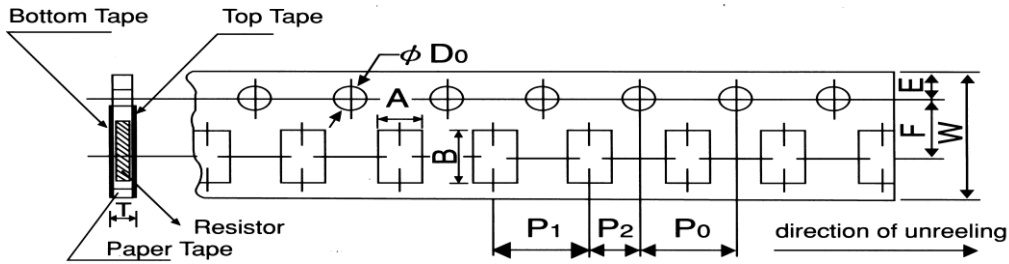 Bottom Tape
Top Tape
ϕ D0
A
B
E
F
W
T
Resistor
Paper Tape
P1
P2
P0
direction of unreeling